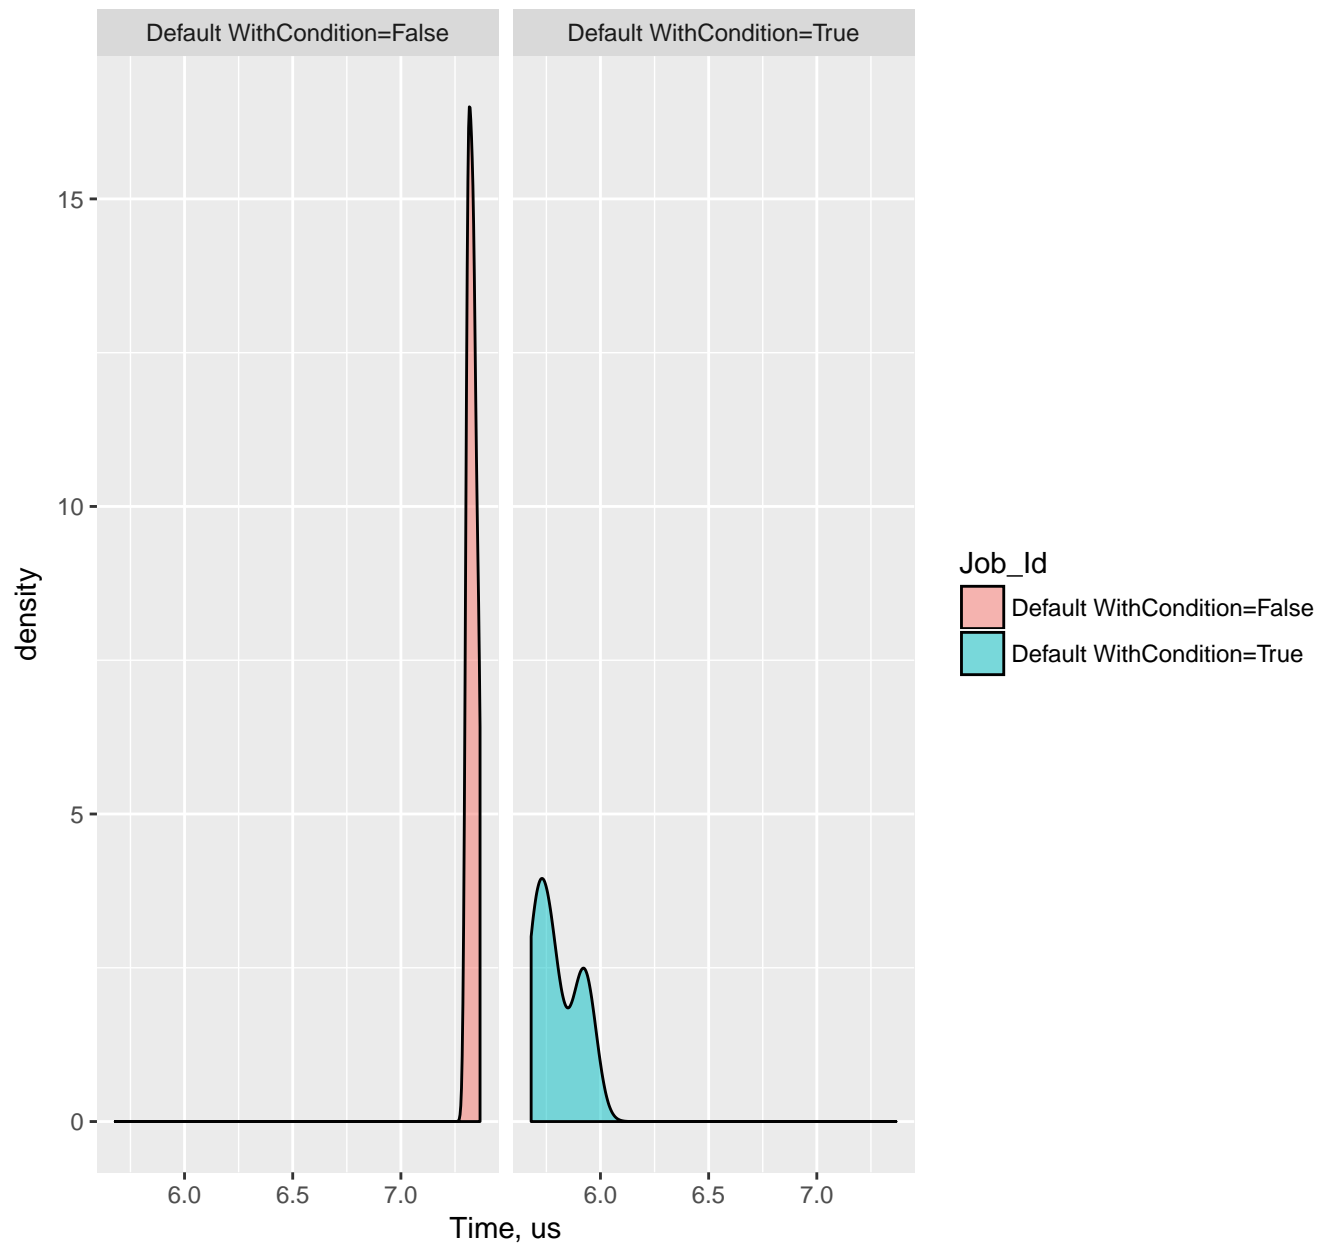 Default WithCondition=False
Default WithCondition=True
15
10
5
0
density
6.0
6.5
7.0
6.0
6.5
7.0
Time, us
Job_Id
Default WithCondition=False
Default WithCondition=True